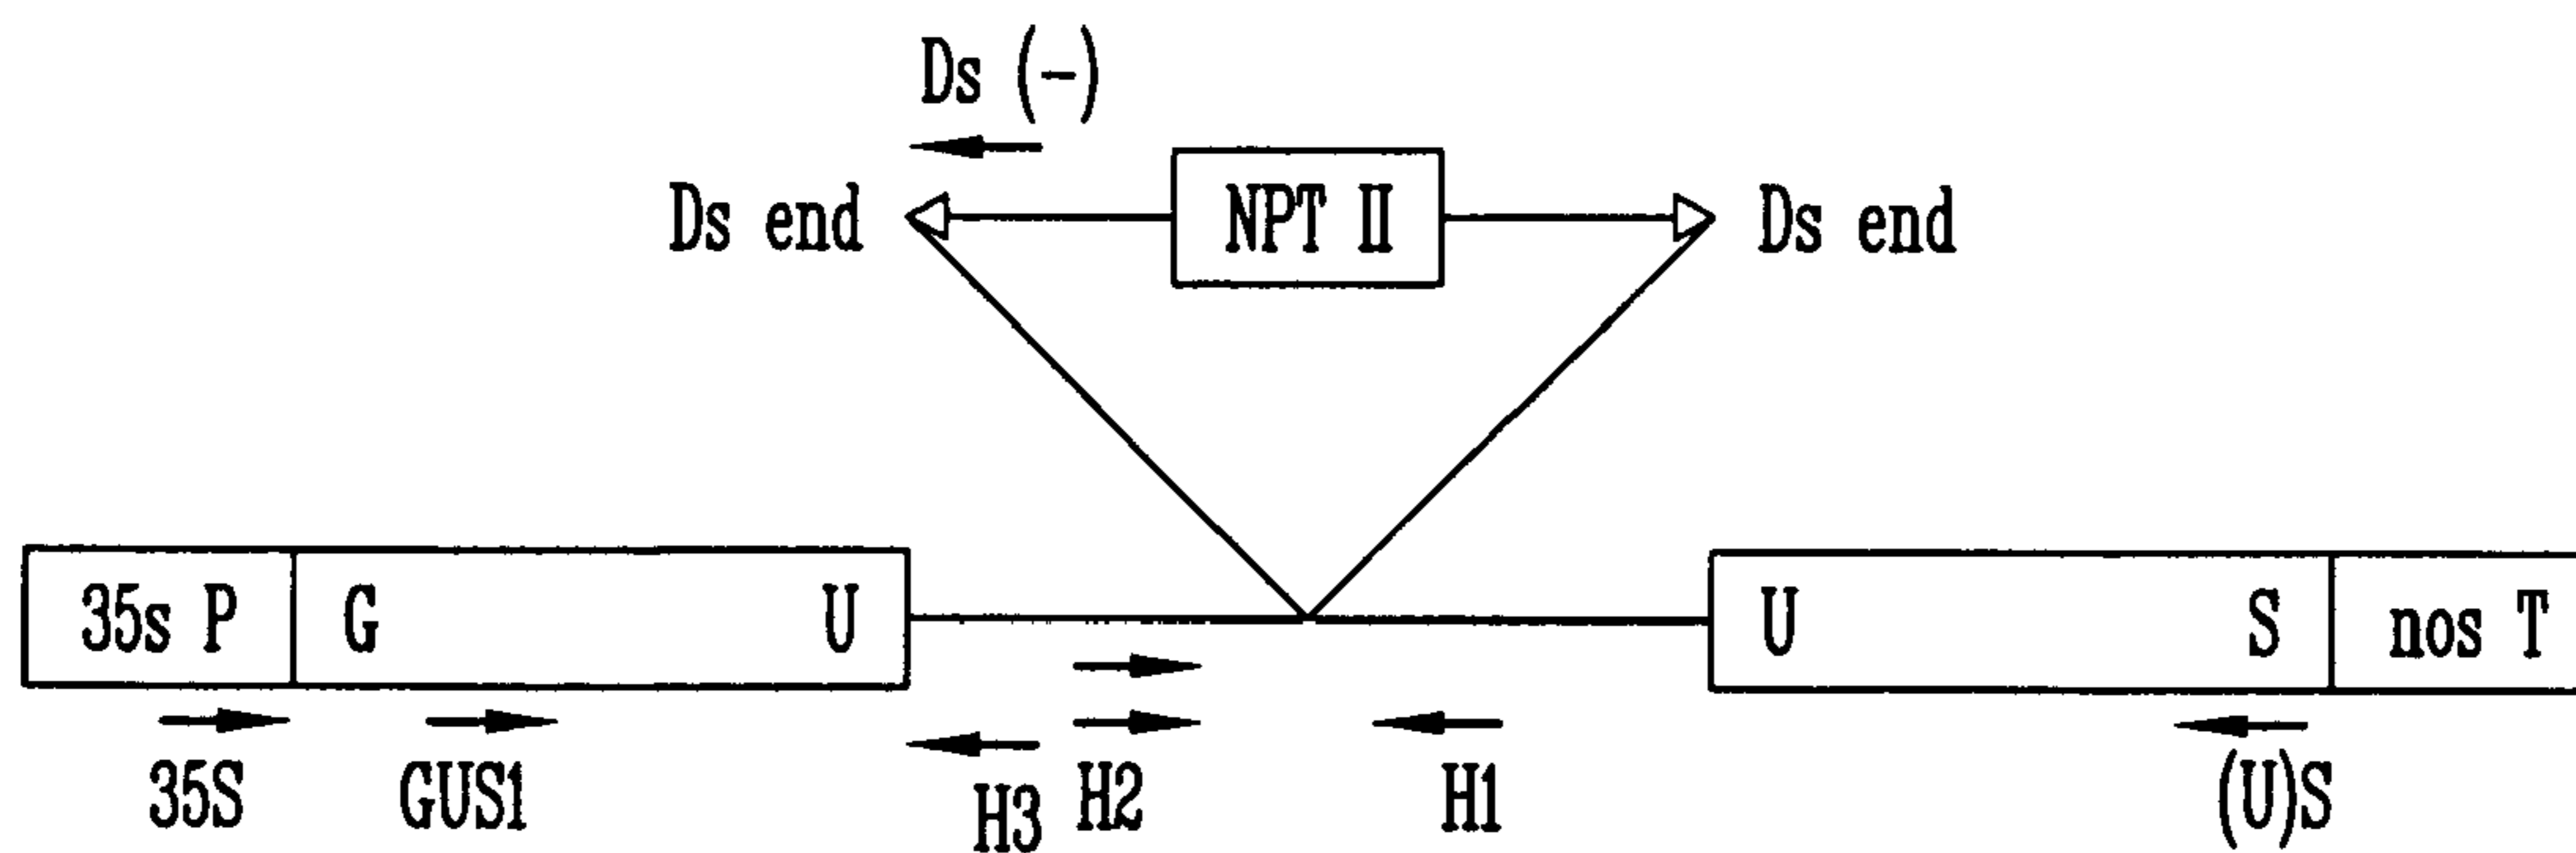 Ds (-)
Ds end NPT II Ds end
35s P G U U S nos T
35S GUS1 H3 H2 H1 (U)S